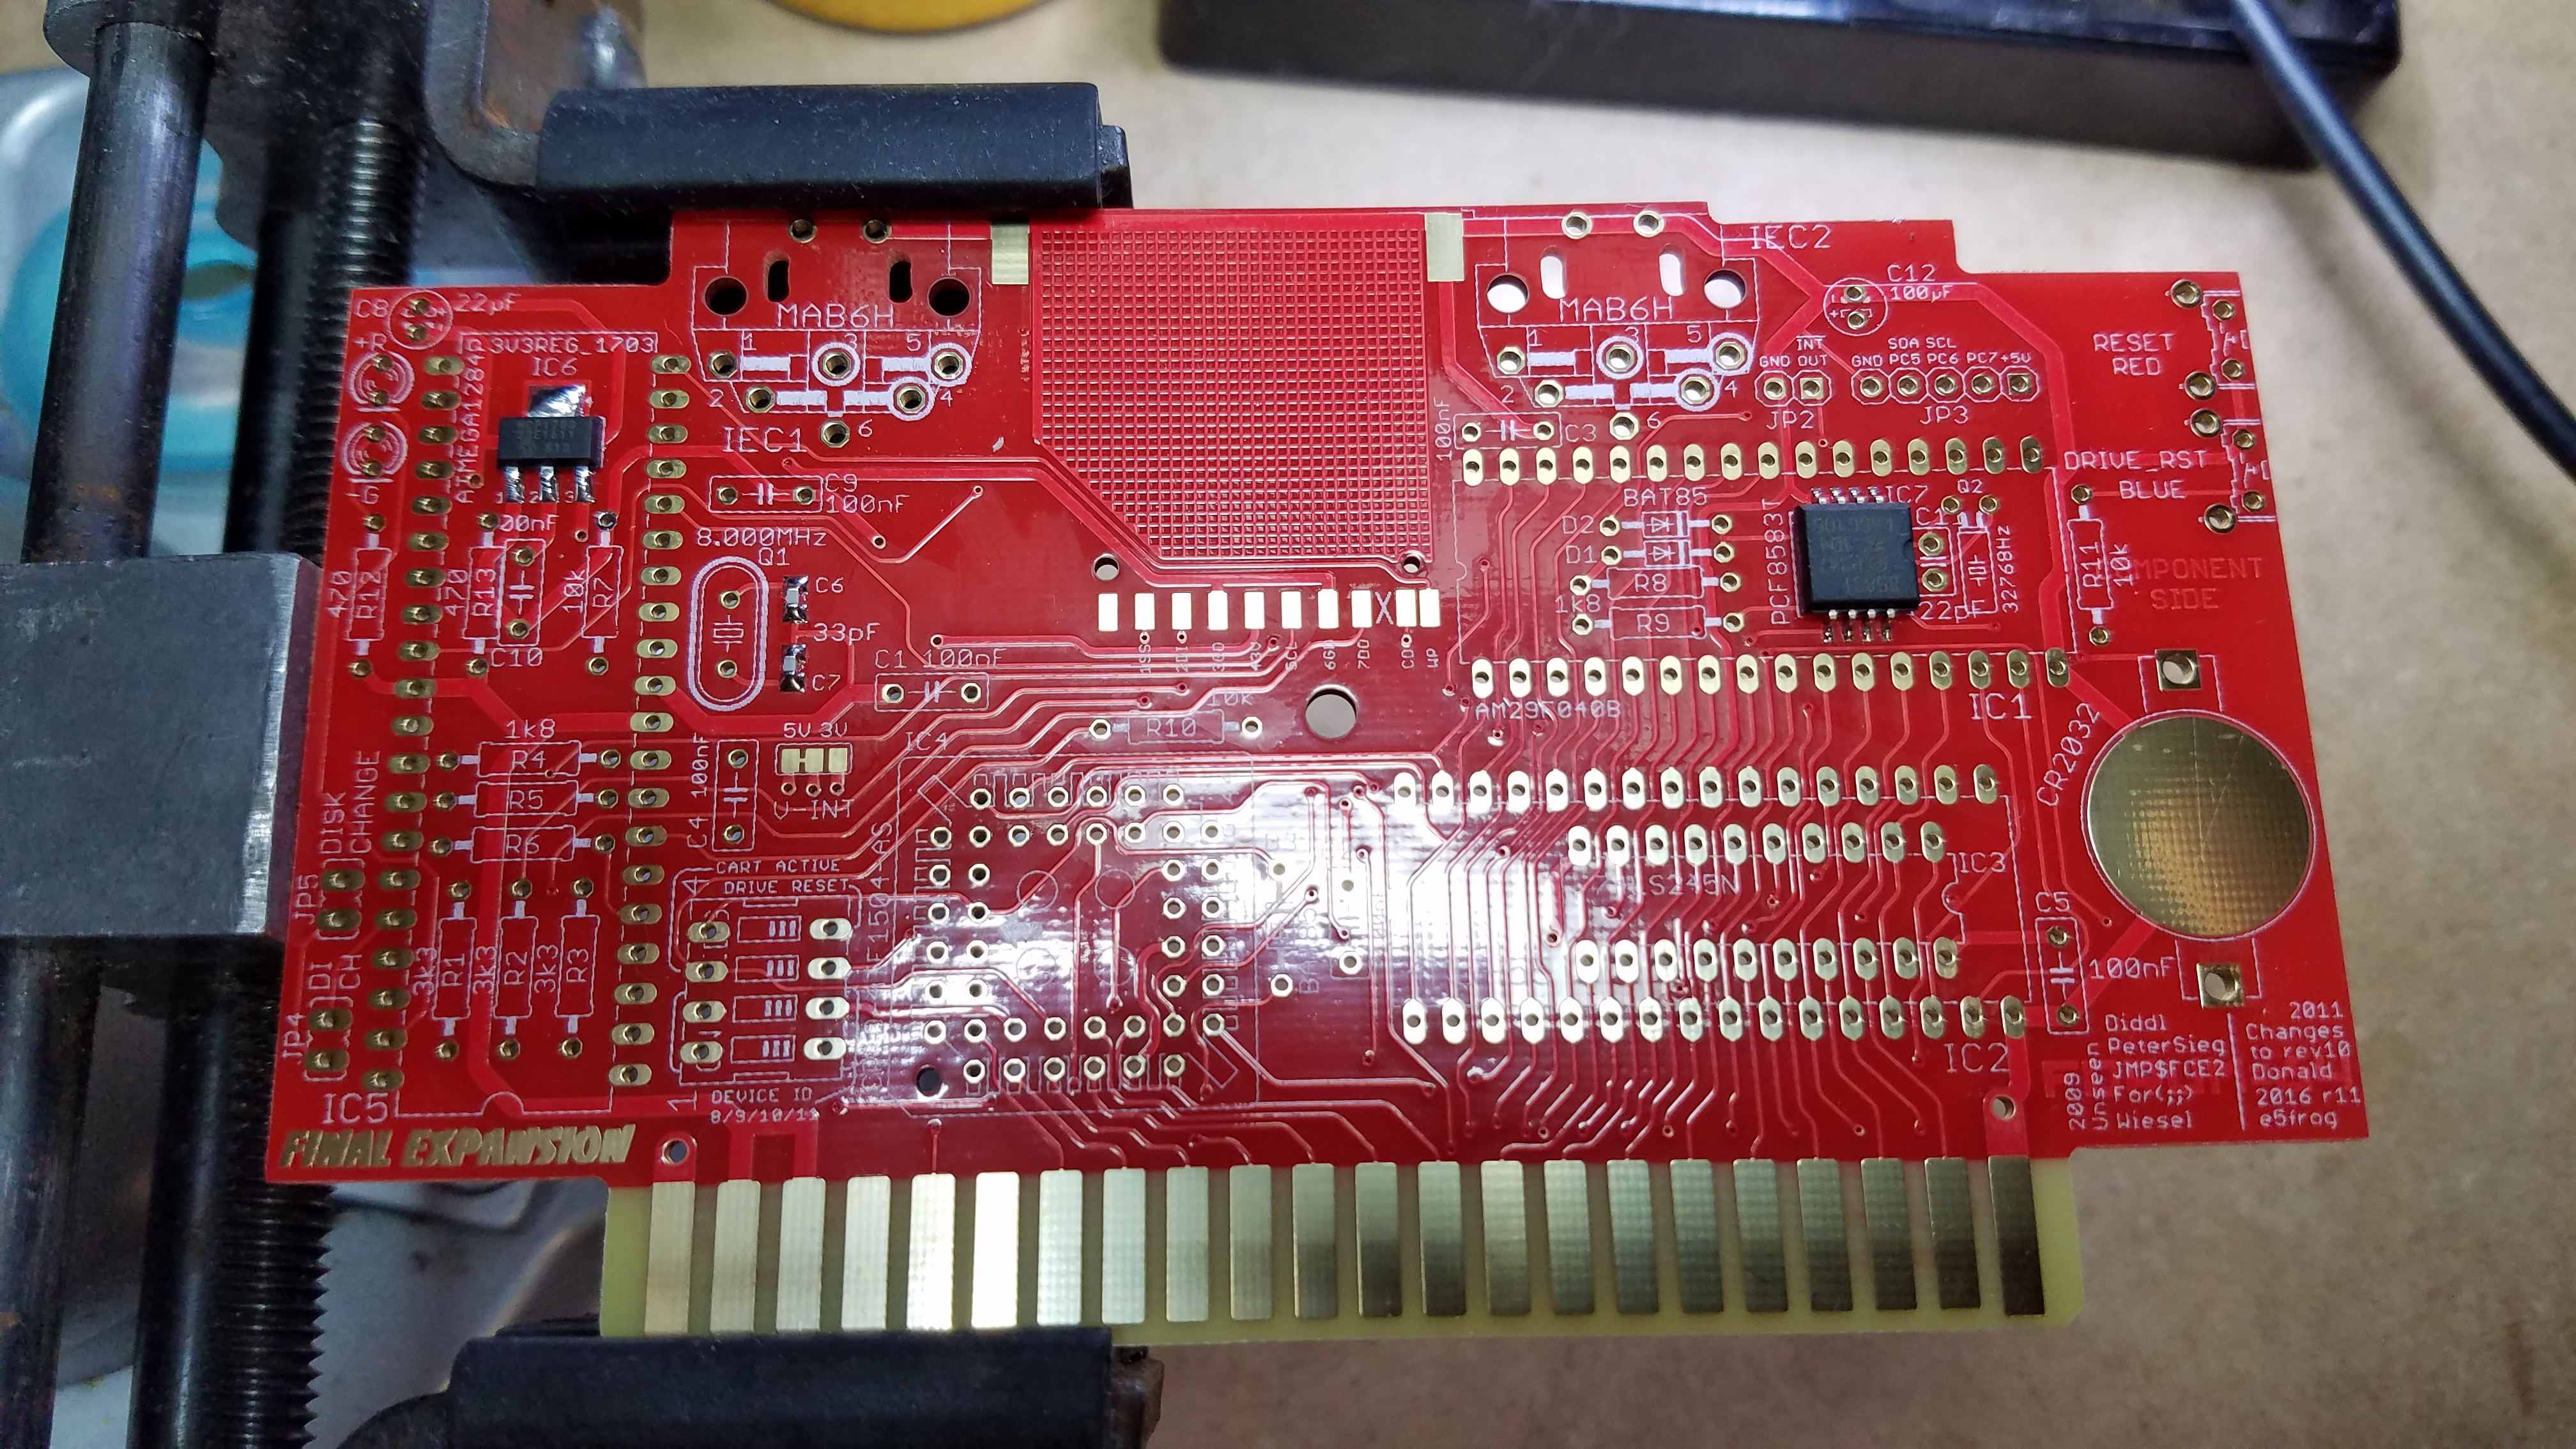 IEC2
C12
100µF
C8
22µF
MAB6H
1 3 5
2 4
6
MAB6H
1 3 5
2 4
6
INT
GND OUT
SDA SCL
GND PC5 PC6 PC7 +5V
JP2
JP3
RESET
RED
+R
3V3REG_1703
IC6
-G
IEC1
100nF
C3
DRIVE_RST
BLUE
C9
100nF
BAT85
IC7
Q2
D2
D1
PCF8583T
32768Hz
22pF
8.000MHz
Q1
C6
33pF
C7
470
R12
470
R13
10k
R7
C10
R8
1k8
R9
R11
10k
MPONENT
SIDE
C1 100nF
10k
R10
AM29F040B
IC1
CR2032
1k8
R4
R5
R6
C4 100nF
5V 3V
V-INT
IC4
DISK
CHANGE
JP5
DI
CH
JP4
CART ACTIVE
DRIVE RESET
IC3
3k3
R1
3k3
R2
3k3
R3
C5
100nF
DEVICE ID
8/9/10/11
1
IC5
IC2
2009
Unseen
Diddl
PeterSieg
JMP$FCE2
For(;;)
Wiesel
2011
Changes
to rev10
Donald
2016 r11
e5frog
FINAL EXPANSION